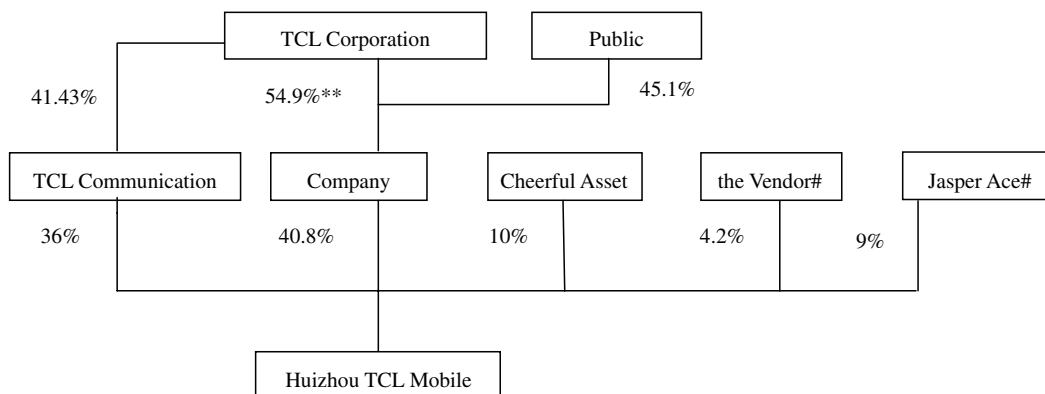 TCL Corporation
Public
41.43%
54.9%**
45.1%
TCL Communication
Company
Cheerful Asset
the Vendor#
Jasper Ace#
36%
40.8%
10%
4.2%
9%
Huizhou TCL Mobile